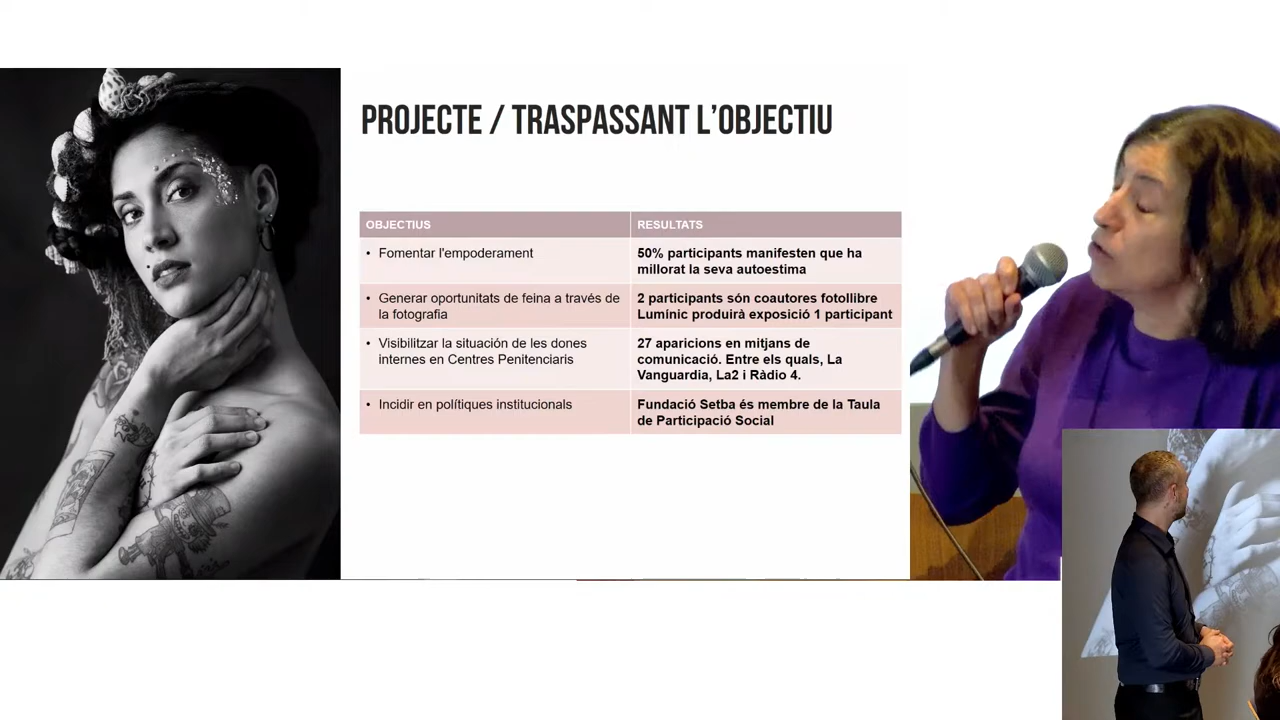 PROJECTE / TRASPASSANT L'OBJECTIU
OBJECTIUS
RESULTATS
• Fomentar l'empoderament
50% participants manifesten que ha
millorat la seva autoestima
• Generar oportunitats de feina a través de
la fotografia
2 participants són coautores fotollibre
Lumínic produirà exposició 1 participant
• Visibilitzar la situación de les dones
internes en Centres Penitenciaris
27 aparicions en mitjans de
comunicació. Entre els quals, La
Vanguardia, La2 i Ràdio 4.
• Incidir en polítiques institucionals
Fundació Setba és membre de la Taula
de Participació Social